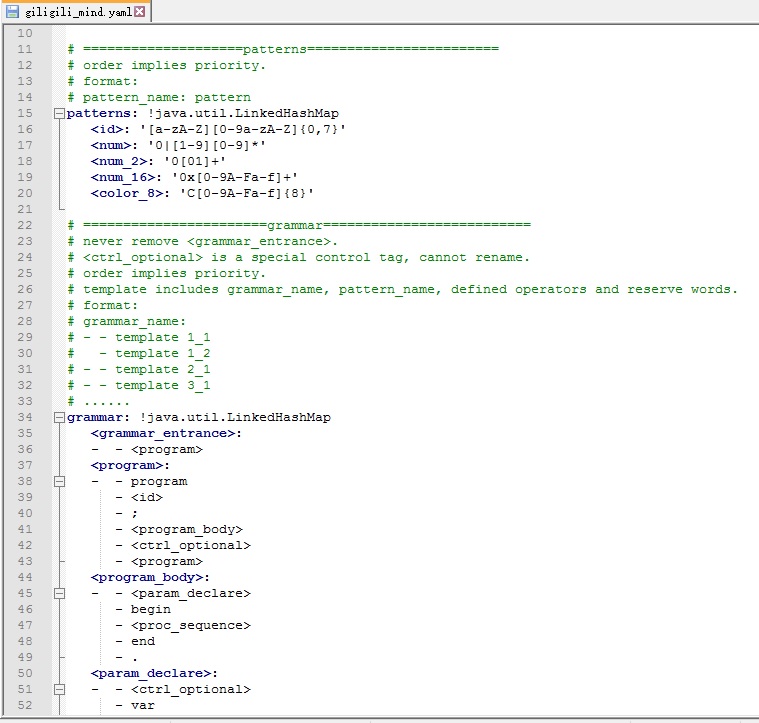 giligili_mind.yaml
10
11 # ====================patterns========================
12 # order implies priority.
13 # format:
14 # pattern_name: pattern
15 patterns: !java.util.LinkedHashMap
16 <id>: '[a-zA-Z][0-9a-zA-Z]{0,7}'
17 <num>: '0|[1-9][0-9]*'
18 <num_2>: '0[01]+'
19 <num_16>: '0x[0-9A-Fa-f]+'
20 <color_8>: 'C[0-9A-Fa-f]{8}'
21
22 # =======================grammar==========================
23 # never remove <grammar_entrance>.
24 # <ctrl_optional> is a special control tag, cannot rename.
25 # order implies priority.
26 # template includes grammar_name, pattern_name, defined operators and reserve words.
27 # format:
28 # grammar_name:
29 # - - template 1_1
30 #   - template 1_2
31 # - - template 2_1
32 # - - template 3_1
33 # ......
34 grammar: !java.util.LinkedHashMap
35 <grammar_entrance>:
36 - - <program>
37 <program>:
38 - - program
39 - <id>
40 - ;
41 - <program_body>
42 - <ctrl_optional>
43 - <program>
44 <program_body>:
45 - - <param_declare>
46 - begin
47 - <proc_sequence>
48 - end
49 - .
50 <param_declare>:
51 - - <ctrl_optional>
52 - var